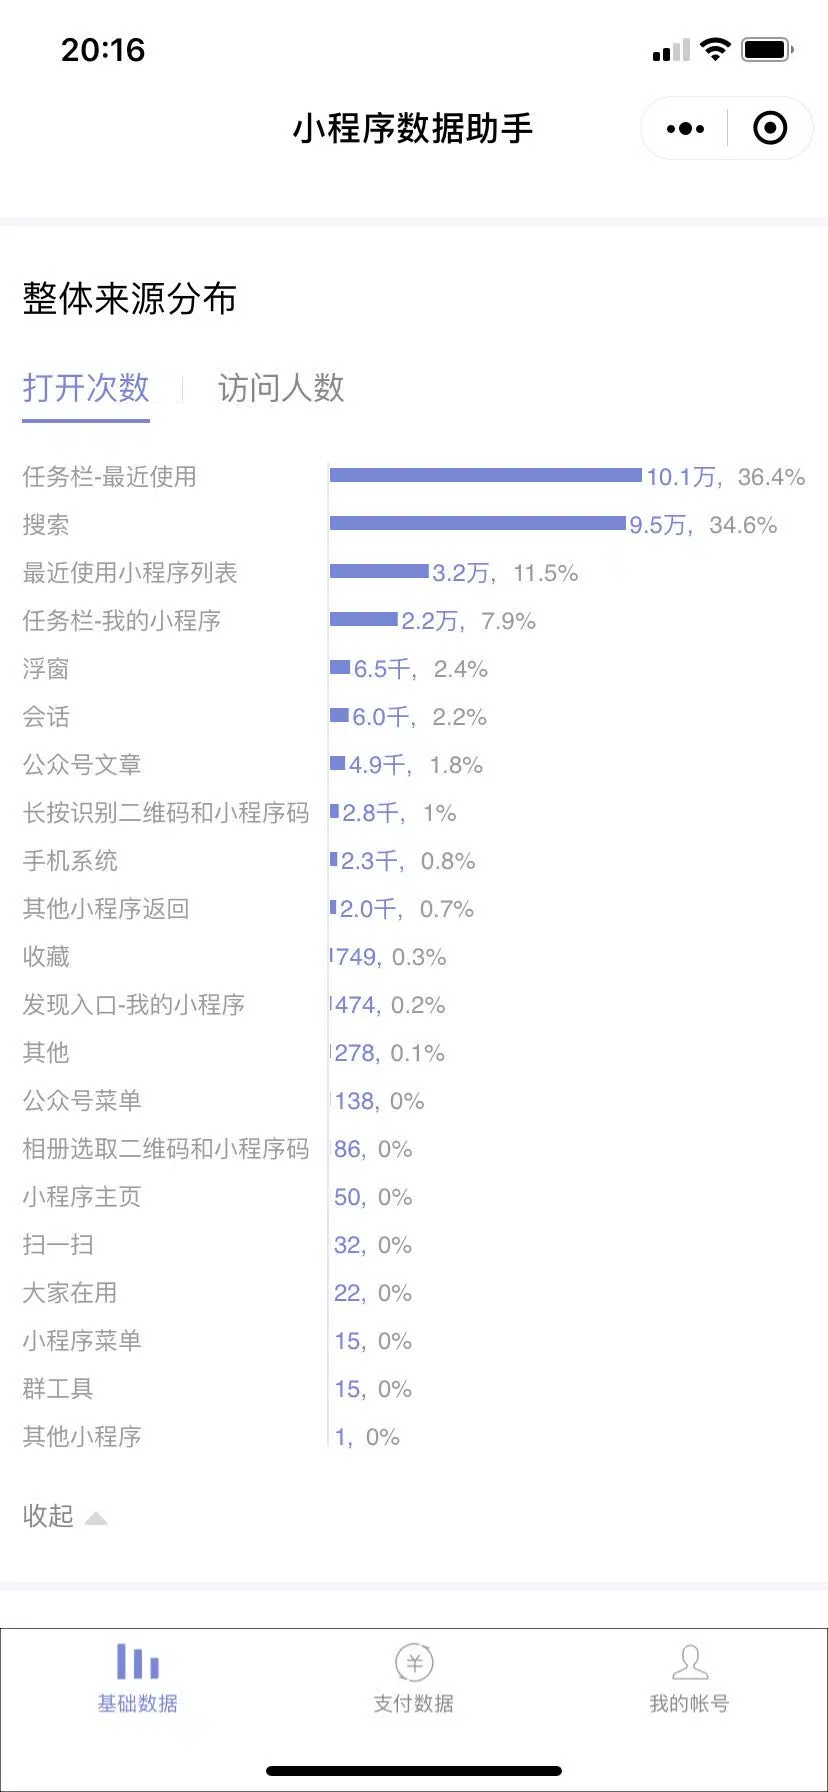 20:16
小程序数据助手
整体来源分布
打开次数 访问人数
任务栏-最近使用 10.1万, 36.4%
搜索 9.5万, 34.6%
最近使用小程序列表 3.2万, 11.5%
任务栏-我的小程序 2.2万, 7.9%
浮窗 6.5千, 2.4%
会话 6.0千, 2.2%
公众号文章 4.9千, 1.8%
长按识别二维码和小程序码 2.8千, 1%
手机系统 2.3千, 0.8%
其他小程序返回 2.0千, 0.7%
收藏 749, 0.3%
发现入口-我的小程序 474, 0.2%
其他 278, 0.1%
公众号菜单 138, 0%
相册选取二维码和小程序码 86, 0%
小程序主页 50, 0%
扫一扫 32, 0%
大家在用 22, 0%
小程序菜单 15, 0%
群工具 15, 0%
其他小程序 1, 0%
收起
基础数据 支付数据 我的帐号